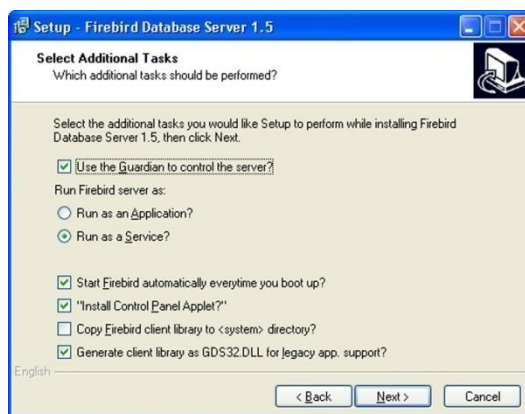 Setup - Firebird Database Server 1.5
Select Additional Tasks
Which additional tasks should be performed?
Select the additional tasks you would like Setup to perform while installing Firebird
Database Server 1.5, then click Next.
Use the Guardian to control the server?
Run Firebird server as:
Run as an Application?
Run as a Service?
Start Firebird automatically everytime you boot up?
"Install Control Panel Applet?"
Copy Firebird client library to <system> directory?
Generate client library as GDS32.DLL for legacy app. support?
English
< Back
Next >
Cancel